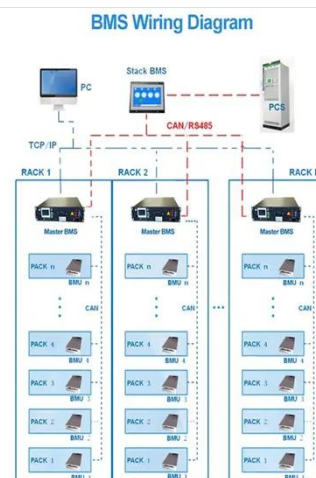 BMS Wiring Diagram
PC
Stack BMS
PCS
CAN/RS485
TCP/IP
RACK 1
RACK 2
RACK
Master BMS
Master BMS
Master BMS
PACK n
BMU n
PACK n
BMU n
PACK n
BMU n
CAN
CAN
PACK 4
BMU 4
PACK 4
BMU 4
PACK 4
BMU 4
PACK 3
BMU 3
PACK 3
BMU 3
PACK 3
BMU 3
PACK 2
BMU 2
PACK 2
BMU 2
PACK 2
BMU 2
PACK 1
PACK 1
PACK 1